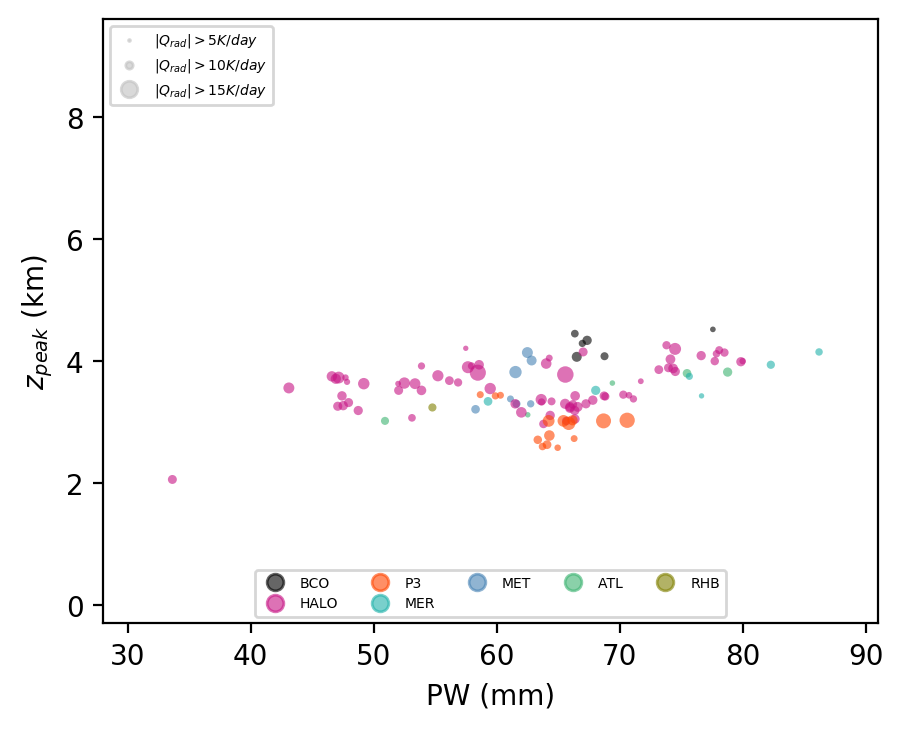 |Q_rad| > 5K/day
|Q_rad| > 10K/day
|Q_rad| > 15K/day
8
6
4
2
0
z_peak (km)
BCO P3 MET ATL RHB
HALO MER
30 40 50 60 70 80 90
PW (mm)